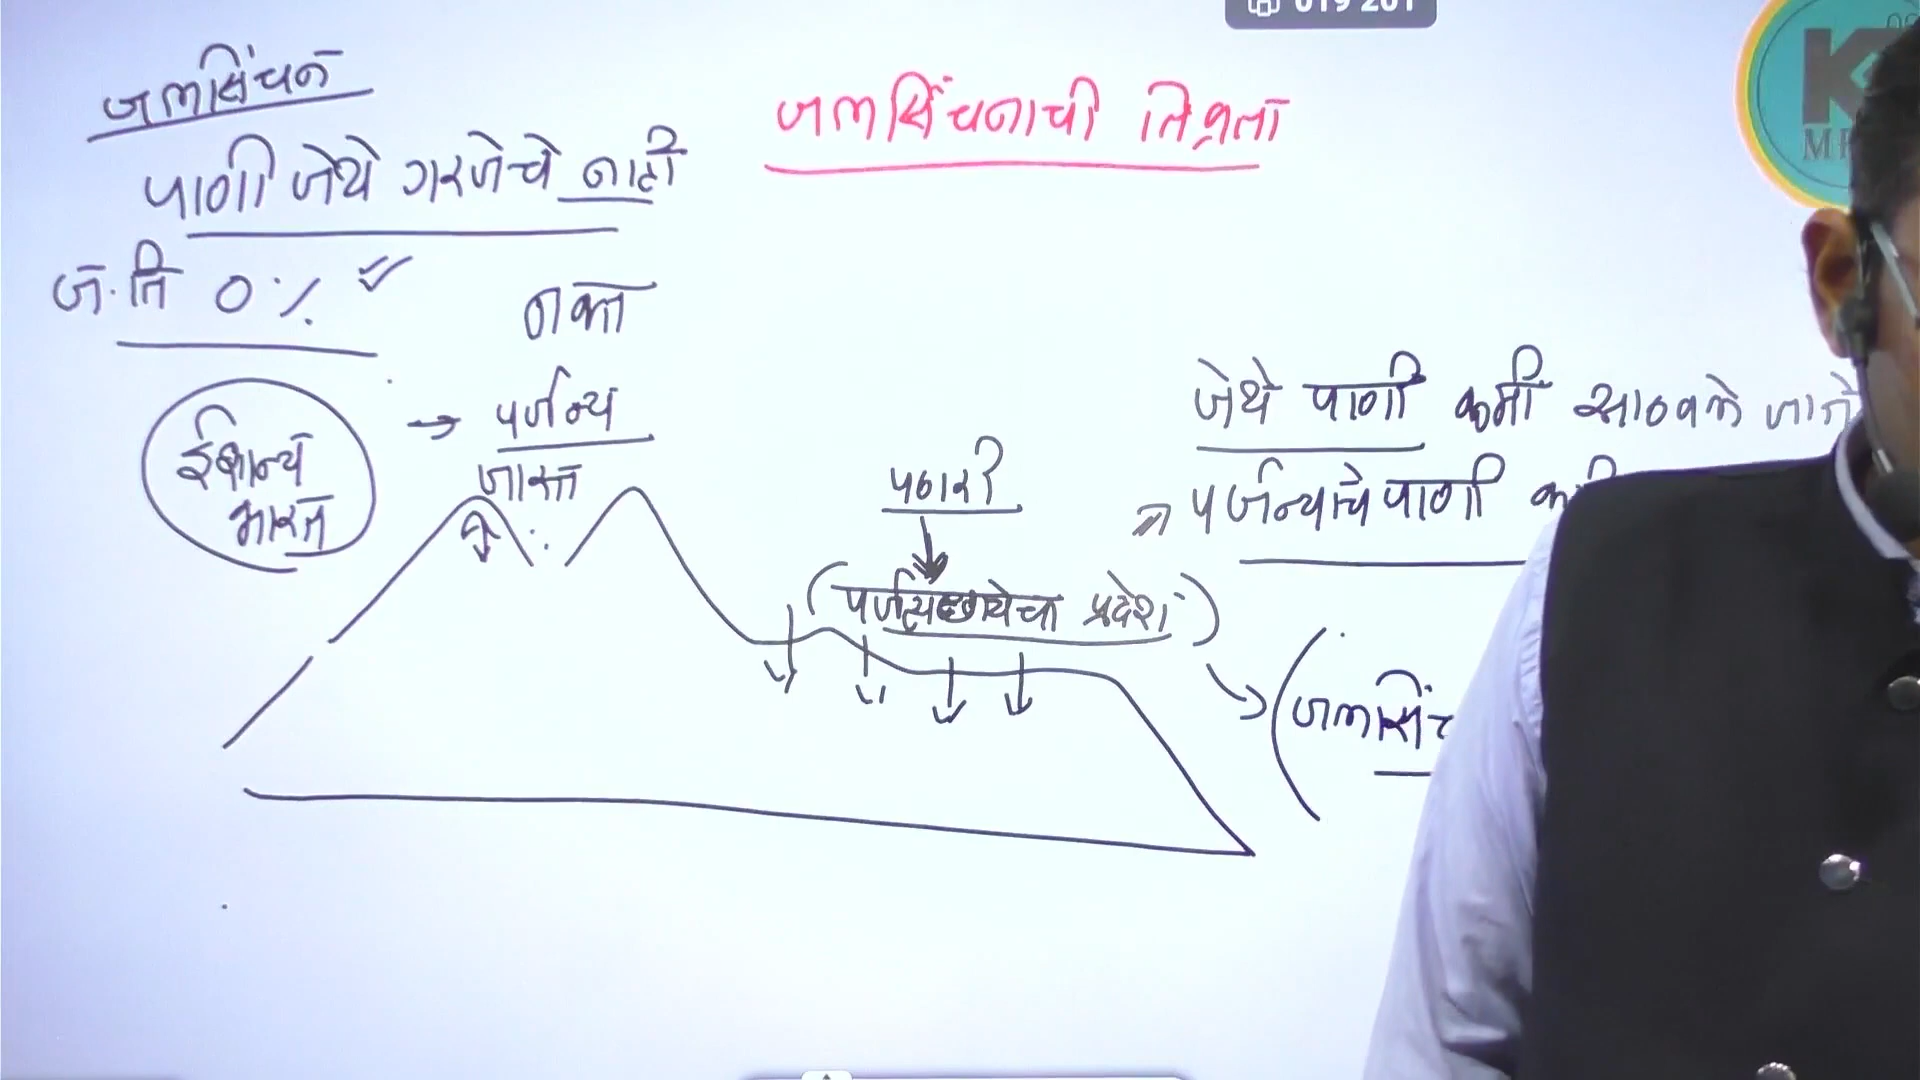 जलसिंचन
जलसिंचनाची तिव्रता
पाणी जेथे गरजेचे नाही
ज. ति 0 %
नका
ईशान्य
भारत
→ पर्जन्य
जास्त
पठारी
(पर्जन्यछायेचा प्रदेश)
जेथे पाणी कमी साठवले जाते
पर्जन्याचे पाणी